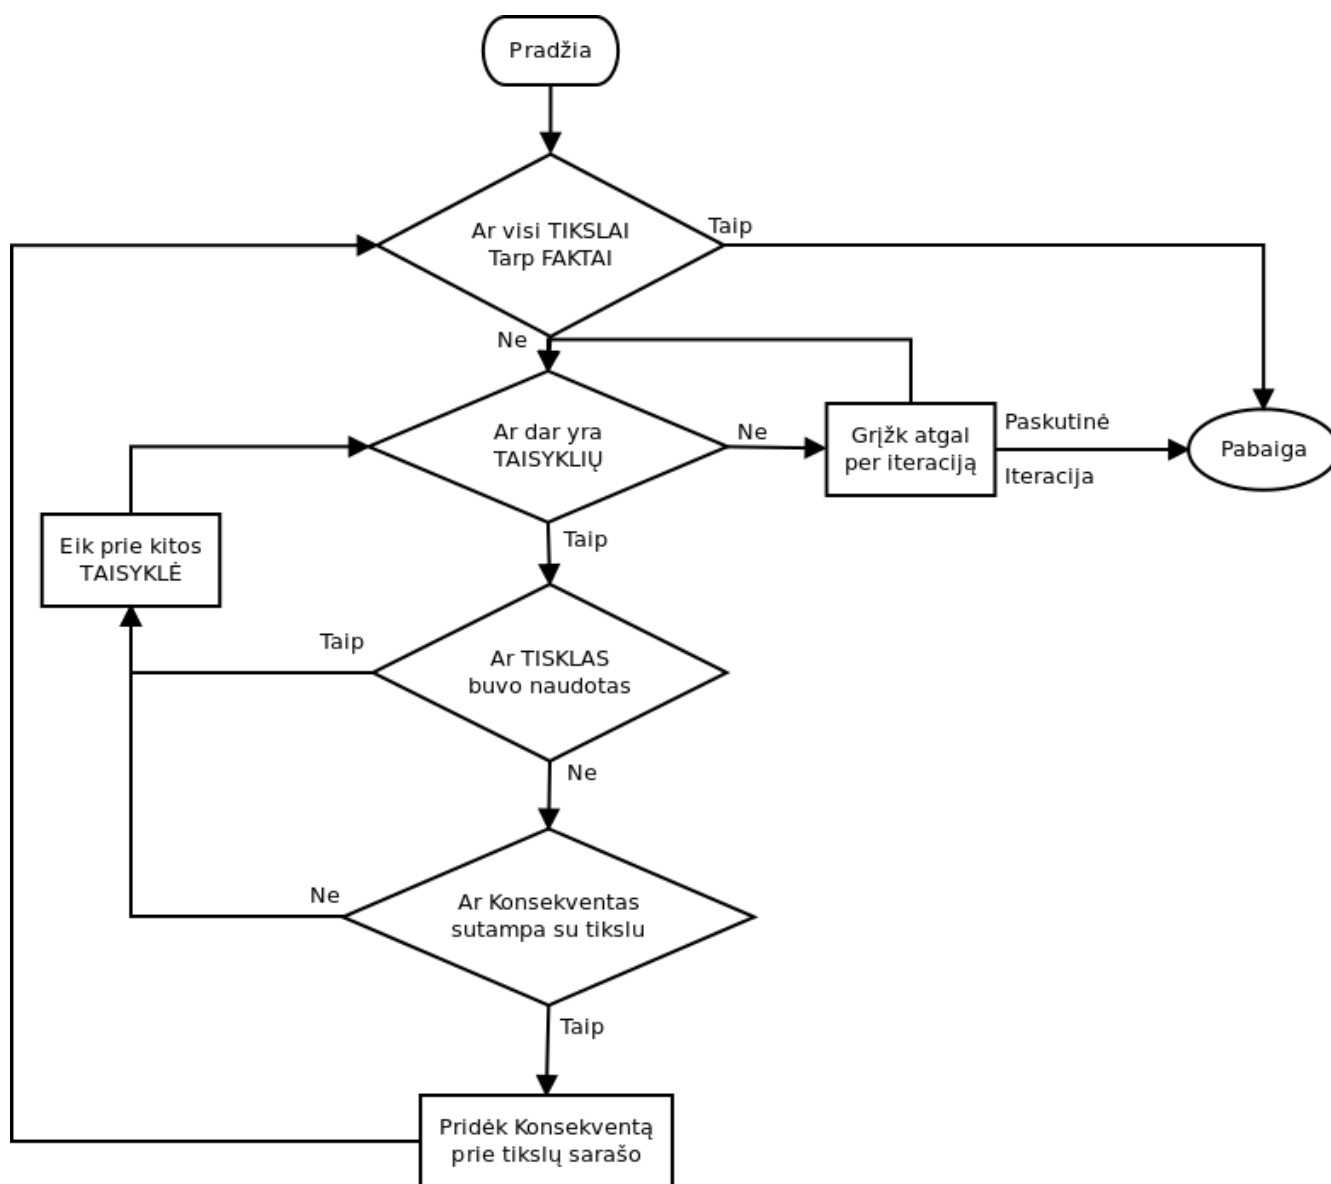 Pradžia
Ar visi TIKSLAI
Tarp FAKTAI
Taip
Ne
Ar dar yra
TAISYKLIŲ
Ne
Grįžk atgal
per iteraciją
Paskutinė
Iteracija
Pabaiga
Eik prie kitos
TAISYKLĖ
Taip
Taip
Ar TISKLAS
buvo naudotas
Ne
Ne
Ar Konsekventas
sutampa su tikslu
Taip
Pridėk Konsekventą
prie tikslų sarašo